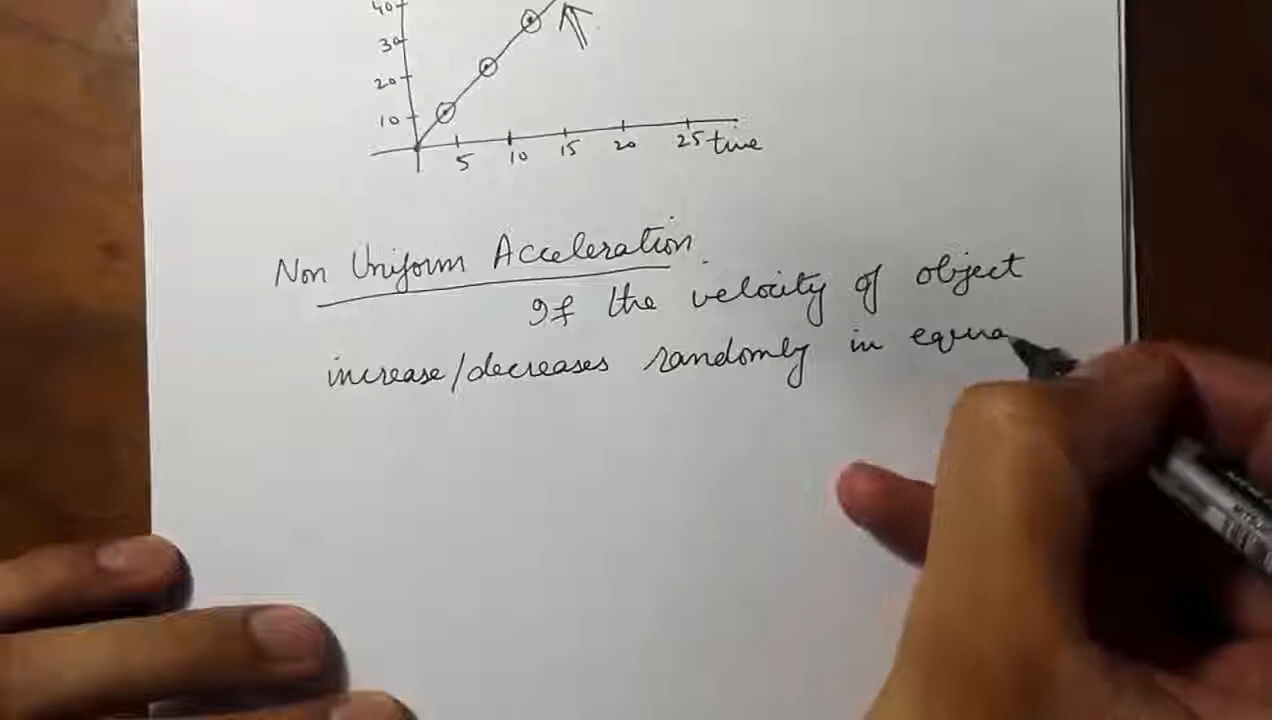 40
30
20
10
5 10 15 20 25 time
Non Uniform Acceleration.
If the velocity of object
increase/decreases randomly in equa